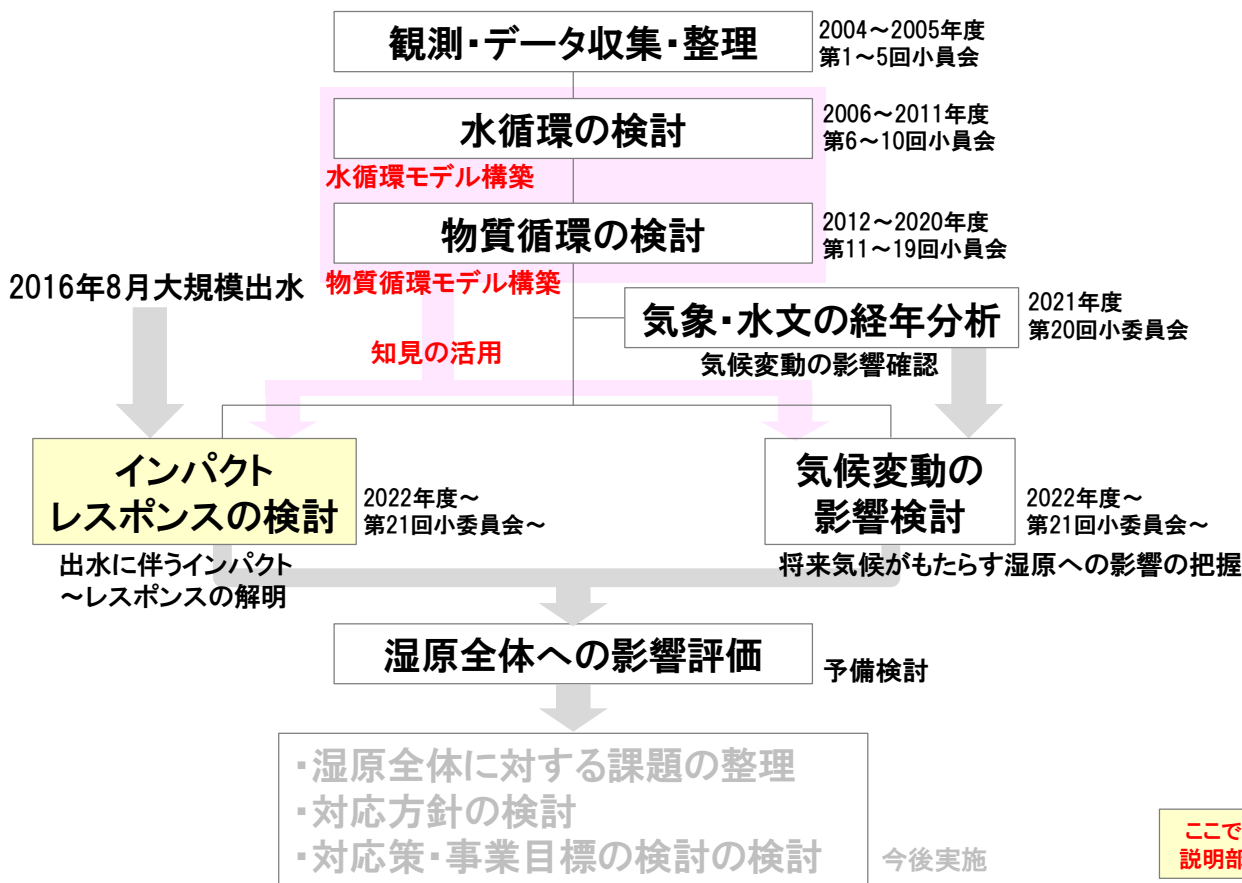 観測・データ収集・整理
2004～2005年度
第1～5回小員会
水循環の検討
2006～2011年度
第6～10回小員会
水循環モデル構築
物質循環の検討
2012～2020年度
第11～19回小員会
2016年8月大規模出水
物質循環モデル構築
気象・水文の経年分析
2021年度
第20回小委員会
知見の活用
気候変動の影響確認
インパクト
レスポンスの検討
2022年度～
第21回小委員会～
気候変動の
影響検討
2022年度～
第21回小委員会～
出水に伴うインパクト
～レスポンスの解明
将来気候がもたらす湿原への影響の把握
湿原全体への影響評価
予備検討
・湿原全体に対する課題の整理
・対応方針の検討
・対応策・事業目標の検討の検討
今後実施
ここで
説明部